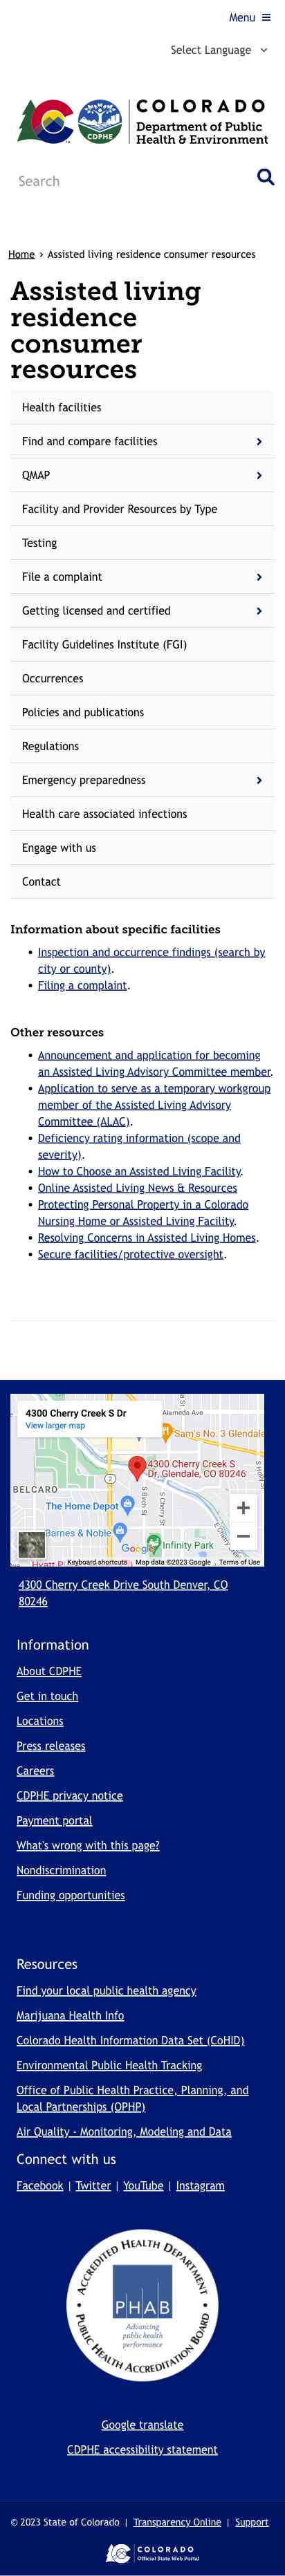 Menu
Select Language
CDPHE
COLORADO
Department of Public
Health & Environment
Search
Home › Assisted living residence consumer resources
Assisted living
residence
consumer
resources
Health facilities
Find and compare facilities
QMAP
Facility and Provider Resources by Type
Testing
File a complaint
Getting licensed and certified
Facility Guidelines Institute (FGI)
Occurrences
Policies and publications
Regulations
Emergency preparedness
Health care associated infections
Engage with us
Contact
Information about specific facilities
• Inspection and occurrence findings (search by
city or county).
• Filing a complaint.
Other resources
• Announcement and application for becoming
an Assisted Living Advisory Committee member.
• Application to serve as a temporary workgroup
member of the Assisted Living Advisory
Committee (ALAC).
• Deficiency rating information (scope and
severity).
• How to Choose an Assisted Living Facility.
• Online Assisted Living News & Resources
• Protecting Personal Property in a Colorado
Nursing Home or Assisted Living Facility.
• Resolving Concerns in Assisted Living Homes.
• Secure facilities/protective oversight.
4300 Cherry Creek S Dr
View larger map
Alameda Ave
Sam's No. 3 Glendale
4300 Cherry Creek S
Dr, Glendale, CO 80246
BELCARO
2
S Birch St
The Home Depot
Barnes & Noble
Infinity Park
Google
Keyboard shortcuts Map data ©2023 Google Terms of Use
4300 Cherry Creek Drive South Denver, CO
80246
Information
About CDPHE
Get in touch
Locations
Press releases
Careers
CDPHE privacy notice
Payment portal
What's wrong with this page?
Nondiscrimination
Funding opportunities
Resources
Find your local public health agency
Marijuana Health Info
Colorado Health Information Data Set (CoHID)
Environmental Public Health Tracking
Office of Public Health Practice, Planning, and
Local Partnerships (OPHP)
Air Quality - Monitoring, Modeling and Data
Connect with us
Facebook | Twitter | YouTube | Instagram
ACCREDITED HEALTH DEPARTMENT
PHAB
Advancing
public health
performance
PUBLIC HEALTH ACCREDITATION BOARD
Google translate
CDPHE accessibility statement
© 2023 State of Colorado | Transparency Online | Support
COLORADO
Official State Web Portal